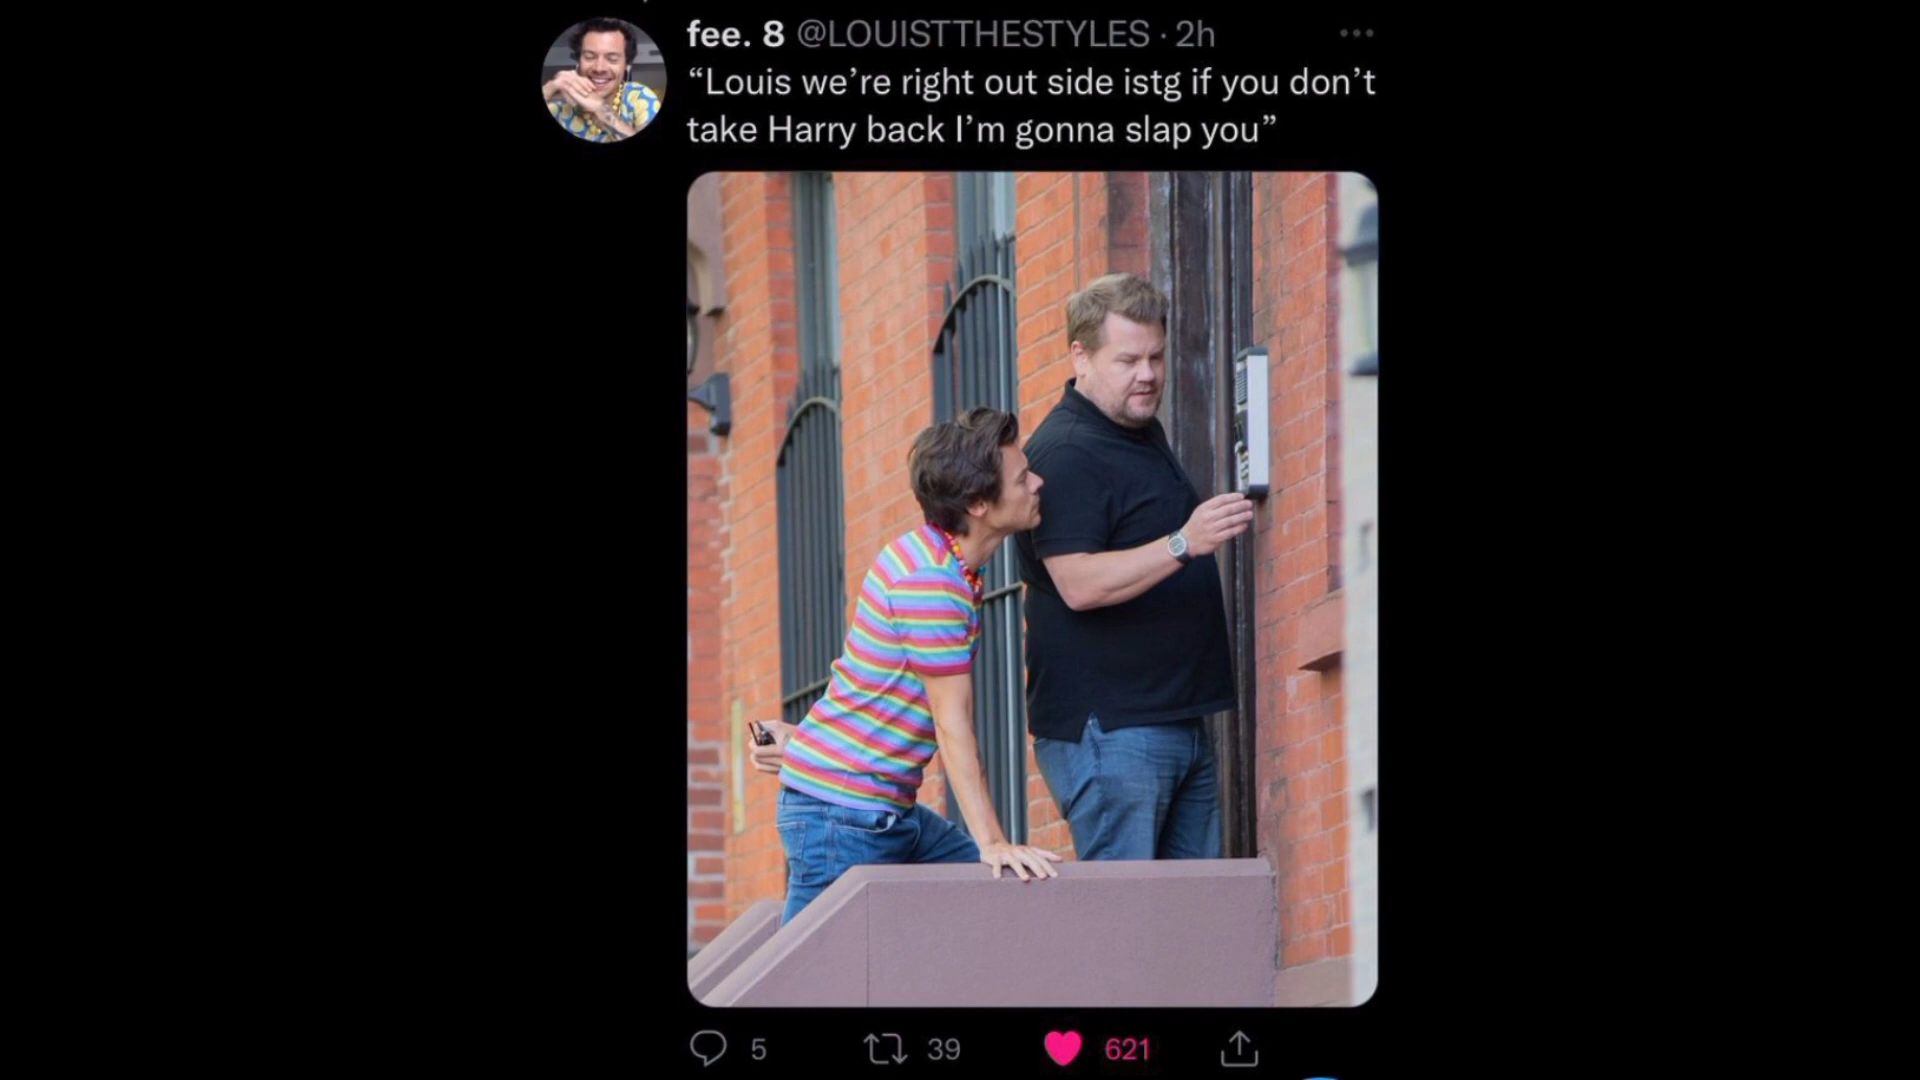 fee. 8 @LOUISTTHESTYLES · 2h
“Louis we’re right out side istg if you don’t
take Harry back I’m gonna slap you”
5 39 621